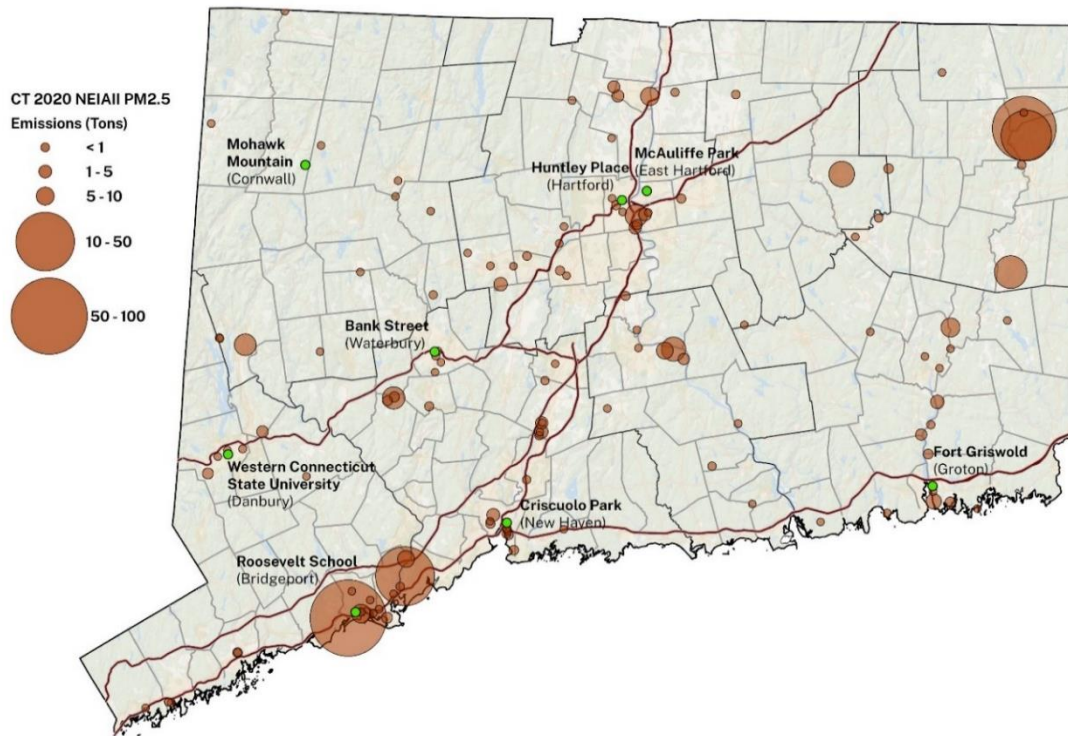 CT 2020 NEIAII PM2.5
Emissions (Tons)
< 1
1 - 5
5 - 10
10 - 50
50 - 100
Mohawk
Mountain
(Cornwall)
Huntley Place
(Hartford)
McAuliffe Park
(East Hartford)
Bank Street
(Waterbury)
Western Connecticut
State University
(Danbury)
Fort Griswold
(Groton)
Criscuolo Park
(New Haven)
Roosevelt School
(Bridgeport)